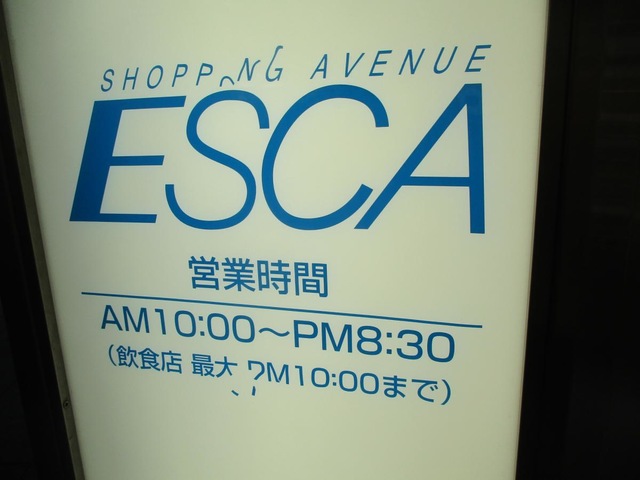 SHOPPING AVENUE
ESCA
営業時間
AM10:00〜PM8:30
(飲食店 最大 PM10:00まで)